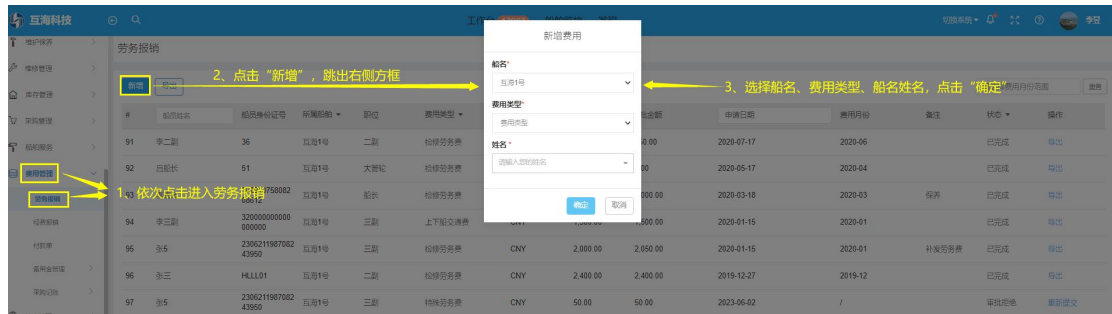 互海科技
工作台
切换系统
李昱
维护保养
维修管理
库存管理
采购管理
船舶服务
费用管理
劳务报销
经费报销
付款单
备用金管理
采购记账
劳务报销
新增
导出
2、点击“新增”，跳出右侧方框
3、选择船名、费用类型、船名姓名，点击“确定”
费用月份范围
重置
1、依次点击进入劳务报销
新增费用
船名*
互海1号
费用类型*
费用类型
姓名*
请输入您的姓名
确定
取消
# 船员姓名 船员身份证号 所属船舶 职位 费用类型 申请日期 费用月份 备注 状态 操作
91 李二副 36 互海1号 二副 检修劳务费 2020-07-17 2020-06 已完成 导出
92 吕船长 51 互海1号 大管轮 检修劳务费 2020-05-17 2020-04 已完成 导出
93 互海1号 船长 检修劳务费 2020-03-18 2020-03 保养 已完成 导出
94 李三副 320000000000000000 互海1号 三副 上下船交通费 CNY 2020-01-15 2020-01 已完成 导出
95 张5 230621198708243950 互海1号 三副 检修劳务费 CNY 2,000.00 2,050.00 2020-01-15 2020-01 补发劳务费 已完成 导出
96 张三 HLLL01 互海1号 二副 检修劳务费 CNY 2,400.00 2,400.00 2019-12-27 2019-12 已完成 导出
97 张5 230621198708243950 互海1号 三副 特殊劳务费 CNY 50.00 50.00 2023-06-02 / 审批拒绝 重新提交